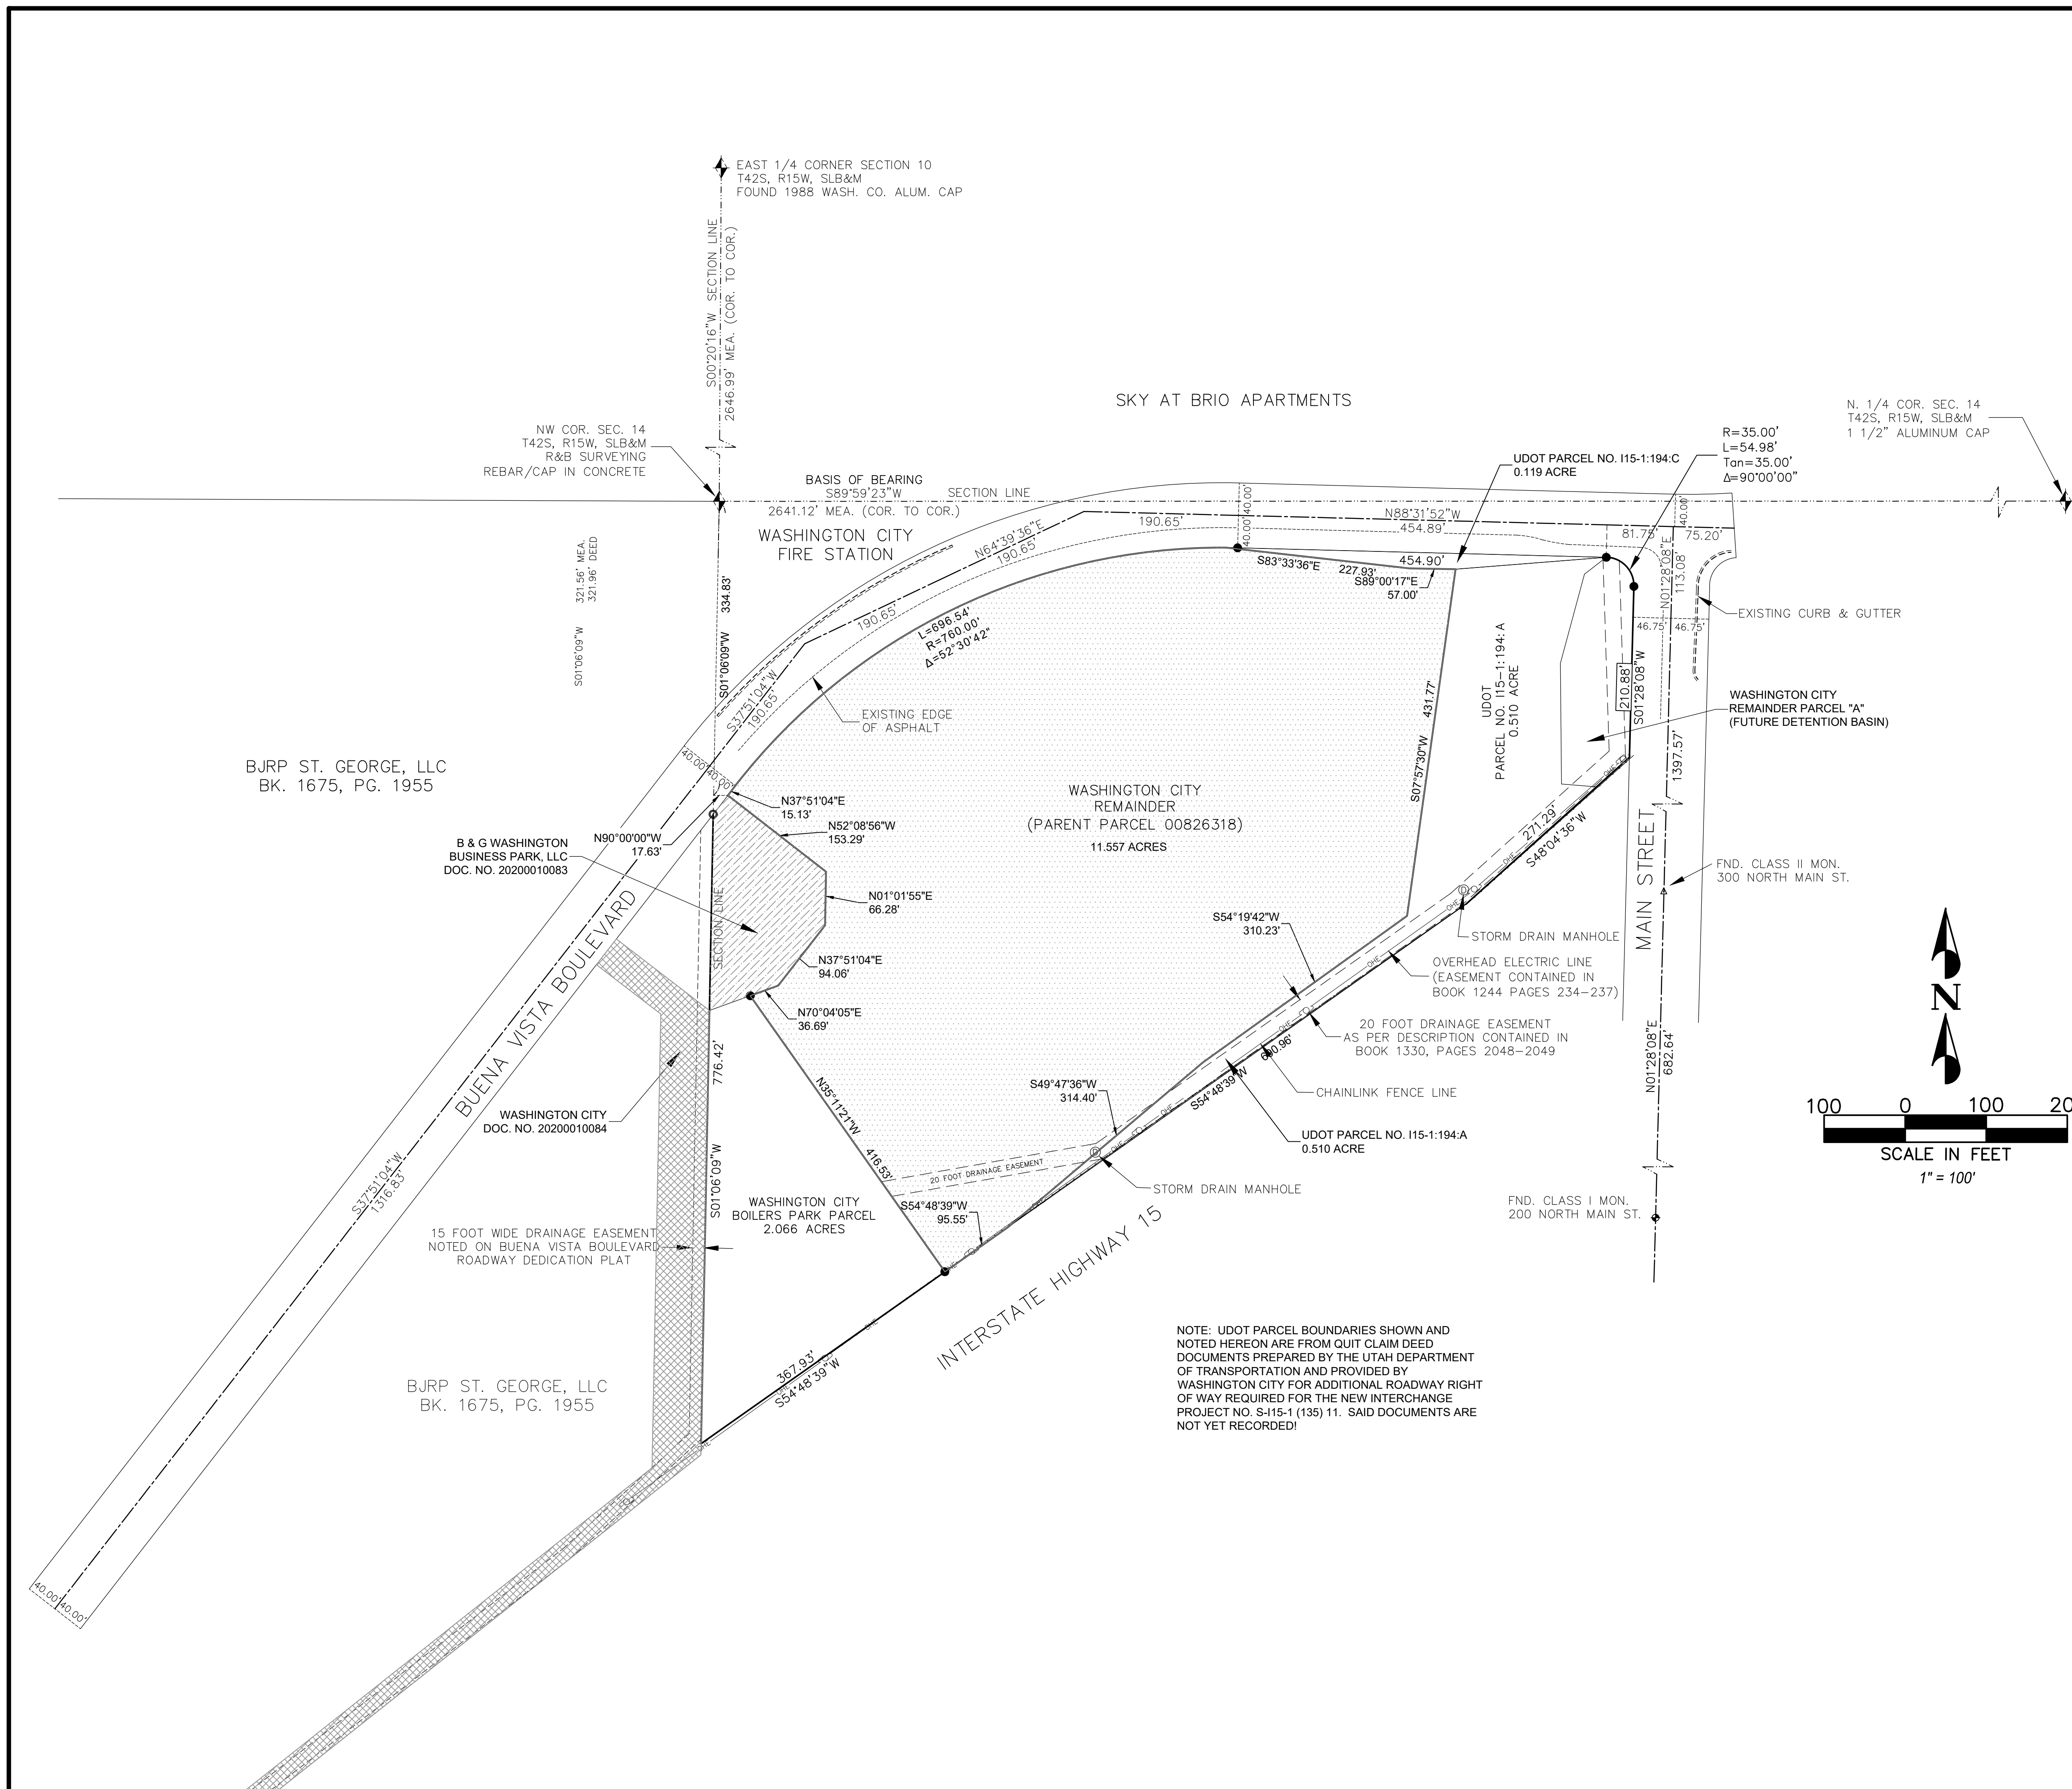 EAST 1/4 CORNER SECTION 10
T42S, R15W, SLB&M
FOUND 1988 WASH. CO. ALUM. CAP
S00°20'16"W SECTION LINE
2646.99' MEA. (COR. TO COR.)
SKY AT BRIO APARTMENTS
NW COR. SEC. 14
T42S, R15W, SLB&M
R&B SURVEYING
REBAR/CAP IN CONCRETE
N. 1/4 COR. SEC. 14
T42S, R15W, SLB&M
1 1/2" ALUMINUM CAP
R=35.00'
L=54.98'
Tan=35.00'
Δ=90°00'00"
UDOT PARCEL NO. I15-1:194:C
0.119 ACRE
BASIS OF BEARING
S89°59'23"W SECTION LINE
2641.12' MEA. (COR. TO COR.)
WASHINGTON CITY
FIRE STATION
N64°39'36"E
190.65'
190.65'
190.65'
N88°31'52"W
454.89'
40.00'
40.00'
40.00'
81.75'
75.20'
S83°33'36"E
227.93'
454.90'
S89°00'17"E
57.00'
N01°28'08"E
113.08'
EXISTING CURB & GUTTER
46.75'
46.75'
321.56' MEA.
321.96' DEED
S01°06'09"W
334.83'
S01°06'09"W
S37°51'04"W
190.65'
L=696.54'
R=760.00'
Δ=52°30'42"
EXISTING EDGE
OF ASPHALT
UDOT
PARCEL NO. I15-1:194:A
0.510 ACRE
431.77'
S07°57'30"W
210.88'
S01°28'08"W
WASHINGTON CITY
REMAINDER PARCEL "A"
(FUTURE DETENTION BASIN)
1397.57'
BJRP ST. GEORGE, LLC
BK. 1675, PG. 1955
40.00'
40.00'
N37°51'04"E
15.13'
N52°08'56"W
153.29'
WASHINGTON CITY
REMAINDER
(PARENT PARCEL 00826318)
11.557 ACRES
B & G WASHINGTON
BUSINESS PARK, LLC
DOC. NO. 20200010083
N90°00'00"W
17.63'
SECTION LINE
N01°01'55"E
66.28'
N37°51'04"E
94.06'
N70°04'05"E
36.69'
271.29'
S48°04'36"W
OHE
OHE
OHE
MAIN STREET
FND. CLASS II MON.
300 NORTH MAIN ST.
S54°19'42"W
310.23'
D
STORM DRAIN MANHOLE
OVERHEAD ELECTRIC LINE
(EASEMENT CONTAINED IN
BOOK 1244 PAGES 234-237)
OHE
20 FOOT DRAINAGE EASEMENT
AS PER DESCRIPTION CONTAINED IN
BOOK 1330, PAGES 2048-2049
OHE
S54°48'39"W
CHAINLINK FENCE LINE
N
N01°28'08"E
682.64'
BUENA VISTA BOULEVARD
776.42'
S01°06'09"W
WASHINGTON CITY
DOC. NO. 20200010084
N35°11'21"W
416.53'
S49°47'36"W
314.40'
OHE
OHE
UDOT PARCEL NO. I15-1:194:A
0.510 ACRE
100 0 100 20
SCALE IN FEET
1" = 100'
S37°51'04"W
1316.83'
20 FOOT DRAINAGE EASEMENT
D
STORM DRAIN MANHOLE
S54°48'39"W
95.55'
WASHINGTON CITY
BOILERS PARK PARCEL
2.066 ACRES
15 FOOT WIDE DRAINAGE EASEMENT
NOTED ON BUENA VISTA BOULEVARD
ROADWAY DEDICATION PLAT
FND. CLASS I MON.
200 NORTH MAIN ST.
INTERSTATE HIGHWAY 15
OHE
OHE
367.93'
OHE
S54°48'39"W
OHE
BJRP ST. GEORGE, LLC
BK. 1675, PG. 1955
NOTE: UDOT PARCEL BOUNDARIES SHOWN AND
NOTED HEREON ARE FROM QUIT CLAIM DEED
DOCUMENTS PREPARED BY THE UTAH DEPARTMENT
OF TRANSPORTATION AND PROVIDED BY
WASHINGTON CITY FOR ADDITIONAL ROADWAY RIGHT
OF WAY REQUIRED FOR THE NEW INTERCHANGE
PROJECT NO. S-I15-1 (135) 11. SAID DOCUMENTS ARE
NOT YET RECORDED!
40.00'
40.00'